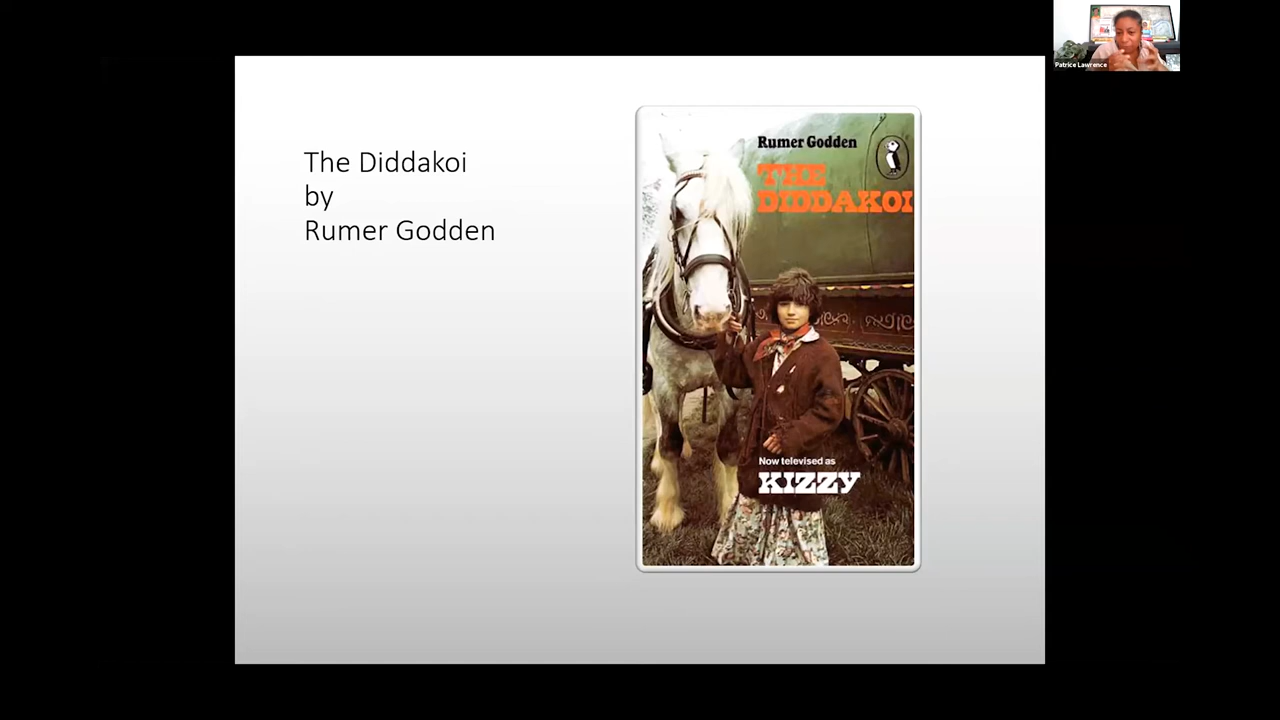 The Diddakoi
by
Rumer Godden
Rumer Godden
THE
DIDDAKOI
Now televised as
KIZZY
Patrice Lawrence